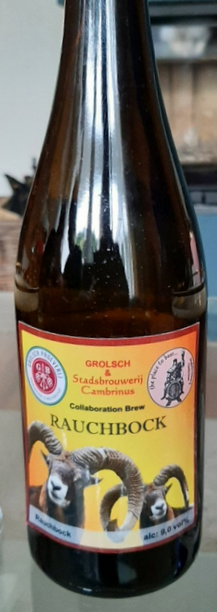 GROLSCH
&
Stadsbrouwerij
Cambrinus
Collaboration Brew
RAUCHBOCK
Rauchbock
alc: 9,0 vol%